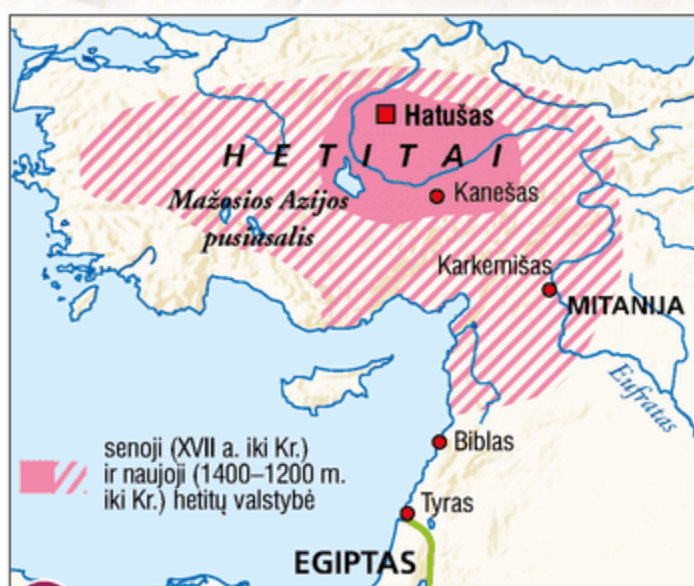 Hatušas
HETITAI
Kanešas
Mažosios Azijos
pusiasalis
Karkemišas
MITANIJA
Eufratas
senoji (XVII a. iki Kr.)
ir naujoji (1400–1200 m.
iki Kr.) hetitų valstybė
Biblas
Tyras
EGIPTAS